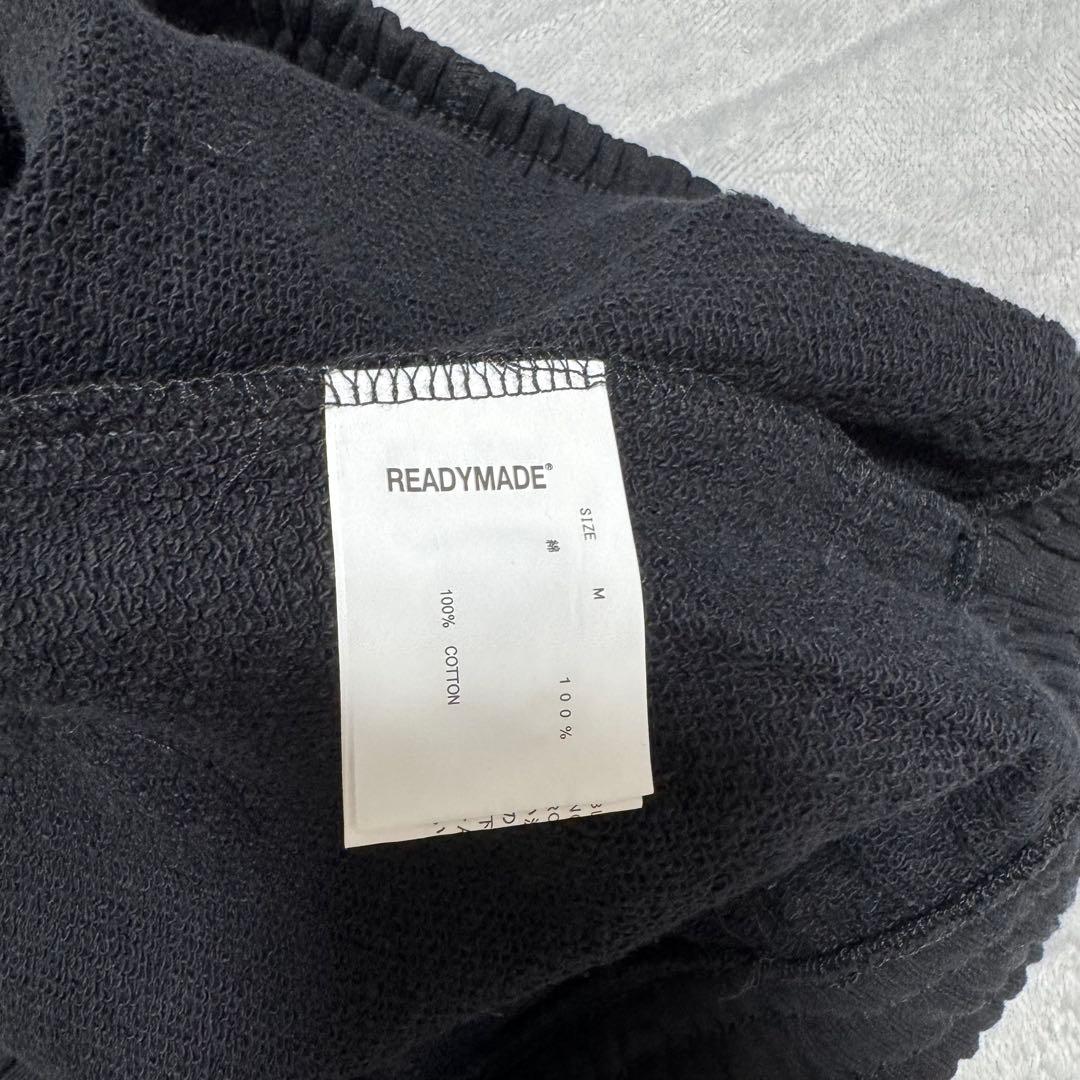 READYMADE®
SIZE M
綿 100%
100% COTTON